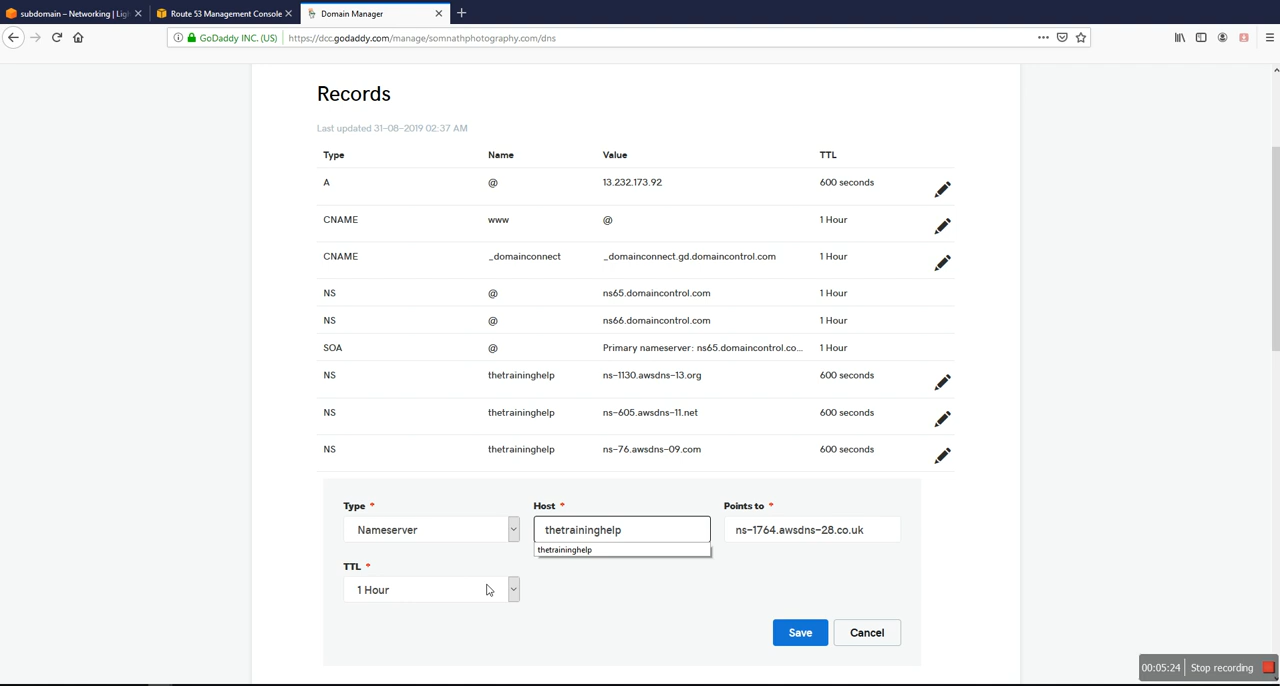 subdomain – Networking | Lig
Route 53 Management Console
Domain Manager
GoDaddy INC. (US)
https://dcc.godaddy.com/manage/somnathphotography.com/dns
Records
Last updated 31-08-2019 02:37 AM
Type Name Value TTL
A @ 13.232.173.92 600 seconds
CNAME www @ 1 Hour
CNAME _domainconnect _domainconnect.gd.domaincontrol.com 1 Hour
NS @ ns65.domaincontrol.com 1 Hour
NS @ ns66.domaincontrol.com 1 Hour
SOA @ Primary nameserver: ns65.domaincontrol.co... 1 Hour
NS thetraininghelp ns-1130.awsdns-13.org 600 seconds
NS thetraininghelp ns-605.awsdns-11.net 600 seconds
NS thetraininghelp ns-76.awsdns-09.com 600 seconds
Type * Host * Points to *
Nameserver thetraininghelp ns-1764.awsdns-28.co.uk
thetraininghelp
TTL *
1 Hour
Save Cancel
00:05:24 Stop recording